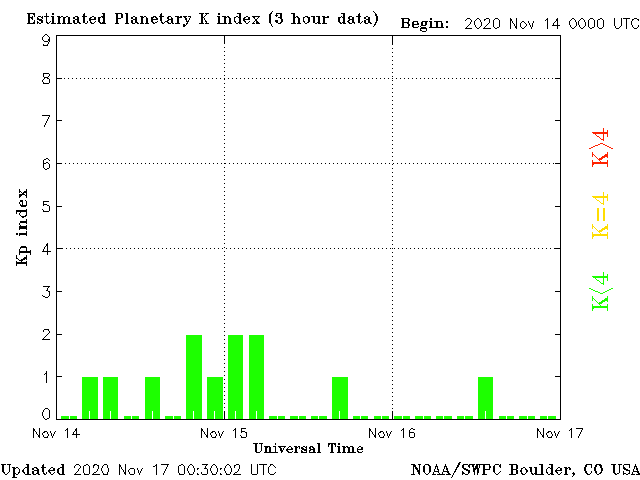 Estimated Planetary K index (3 hour data) Begin: 2020 Nov 14 0000 UTC
9
8
7
6
5
4
3
2
1
0
Kp index
K>4
K=4
K<4
Nov 14 Nov 15 Nov 16 Nov 17
Universal Time
Updated 2020 Nov 17 00:30:02 UTC NOAA/SWPC Boulder, CO USA